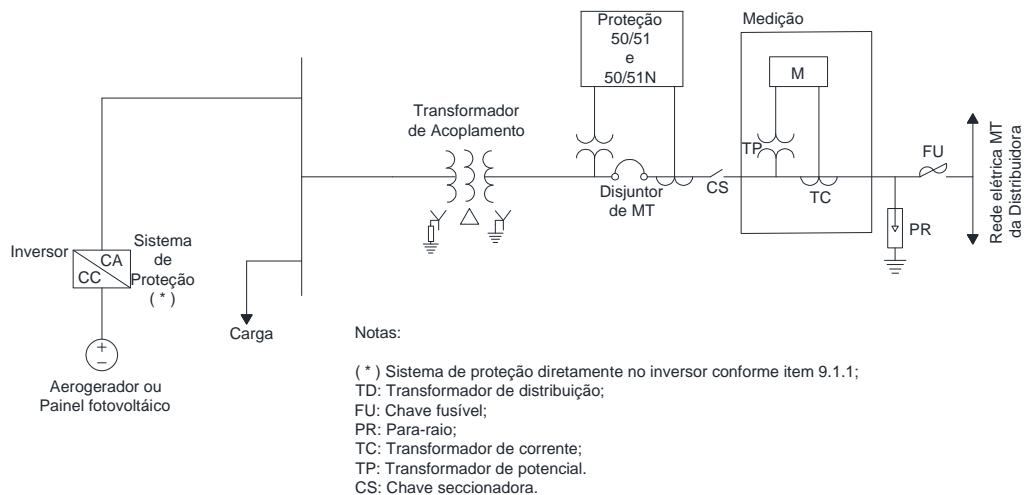 Proteção
50/51
e
50/51N
Medição
M
Transformador
de Acoplamento
TP
FU
Disjuntor
de MT
CS
TC
PR
Rede elétrica MT
da Distribuidora
Inversor
CA
CC
Sistema
de
Proteção
( * )
Carga
+
−
Aerogerador ou
Painel fotovoltáico
Notas:
( * ) Sistema de proteção diretamente no inversor conforme item 9.1.1;
TD: Transformador de distribuição;
FU: Chave fusível;
PR: Para-raio;
TC: Transformador de corrente;
TP: Transformador de potencial.
CS: Chave seccionadora.